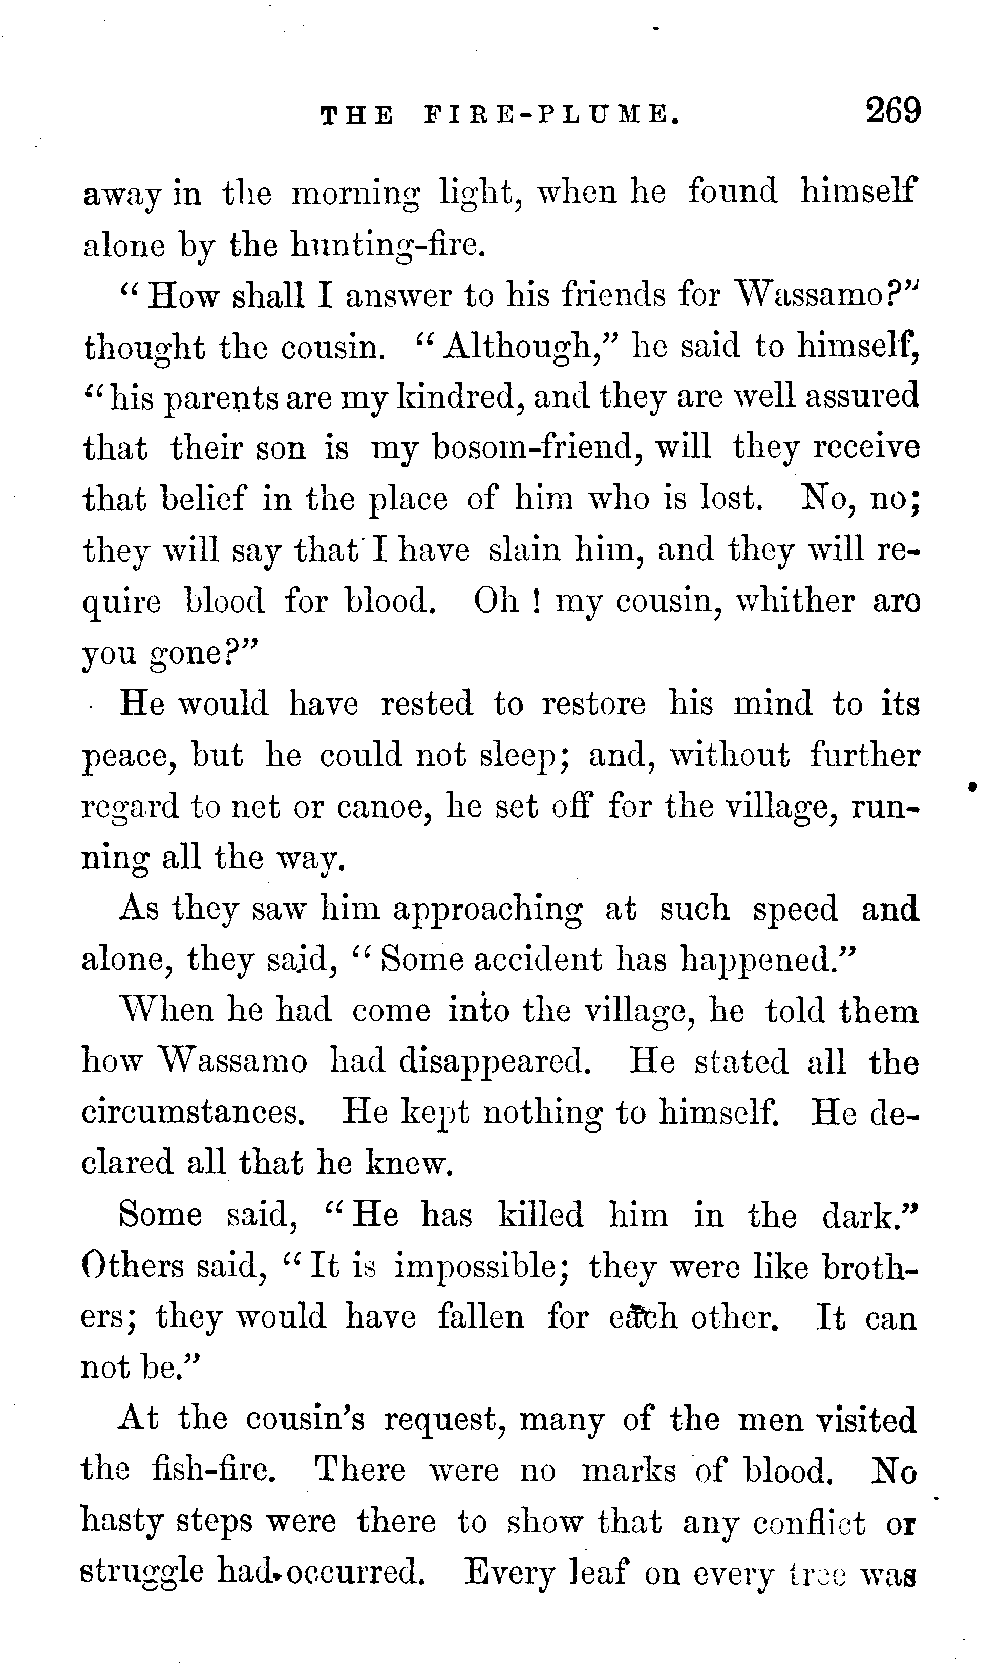 THE FIRE-PLUME. 269
away in the morning light, when he found himself
alone by the hunting-fire.
“How shall I answer to his friends for Wassamo?”
thought the cousin. “Although,” he said to himself,
“his parents are my kindred, and they are well assured
that their son is my bosom-friend, will they receive
that belief in the place of him who is lost. No, no;
they will say that I have slain him, and they will re-
quire blood for blood. Oh ! my cousin, whither are
you gone?”
He would have rested to restore his mind to its
peace, but he could not sleep; and, without further
regard to net or canoe, he set off for the village, run-
ning all the way.
As they saw him approaching at such speed and
alone, they said, “Some accident has happened.”
When he had come into the village, he told them
how Wassamo had disappeared. He stated all the
circumstances. He kept nothing to himself. He de-
clared all that he knew.
Some said, “He has killed him in the dark.”
Others said, “It is impossible; they were like broth-
ers; they would have fallen for each other. It can
not be.”
At the cousin’s request, many of the men visited
the fish-fire. There were no marks of blood. No
hasty steps were there to show that any conflict or
struggle had occurred. Every leaf on every tree was